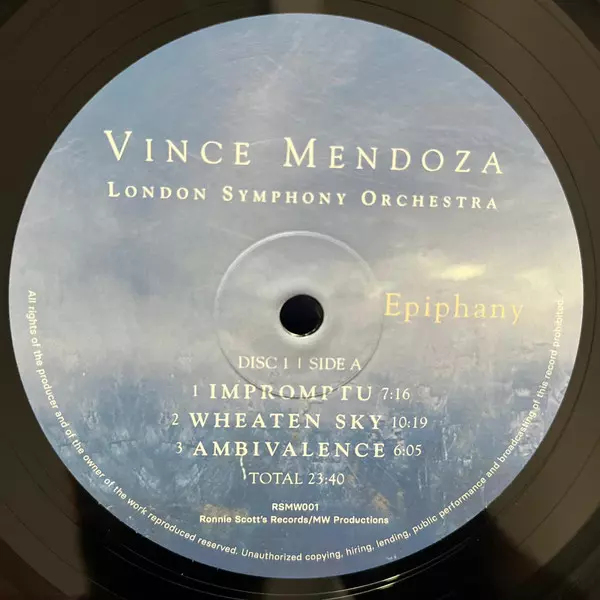 VINCE MENDOZA
LONDON SYMPHONY ORCHESTRA
Epiphany
DISC 1 | SIDE A
1 IMPROMPTU 7:16
2 WHEATEN SKY 10:19
3 AMBIVALENCE 6:05
TOTAL 23:40
RSMW001
Ronnie Scott's Records/MW Productions
All rights of the producer and of the owner of the work reproduced reserved. Unauthorized copying, hiring, lending, public performance and broadcasting of this record prohibited.